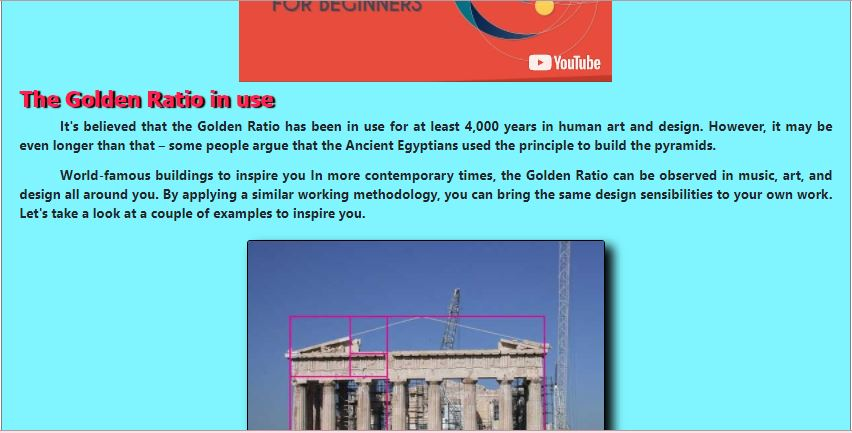 FOR BEGINNERS
YouTube
The Golden Ratio in use
It's believed that the Golden Ratio has been in use for at least 4,000 years in human art and design. However, it may be
even longer than that – some people argue that the Ancient Egyptians used the principle to build the pyramids.
World-famous buildings to inspire you In more contemporary times, the Golden Ratio can be observed in music, art, and
design all around you. By applying a similar working methodology, you can bring the same design sensibilities to your own work.
Let's take a look at a couple of examples to inspire you.